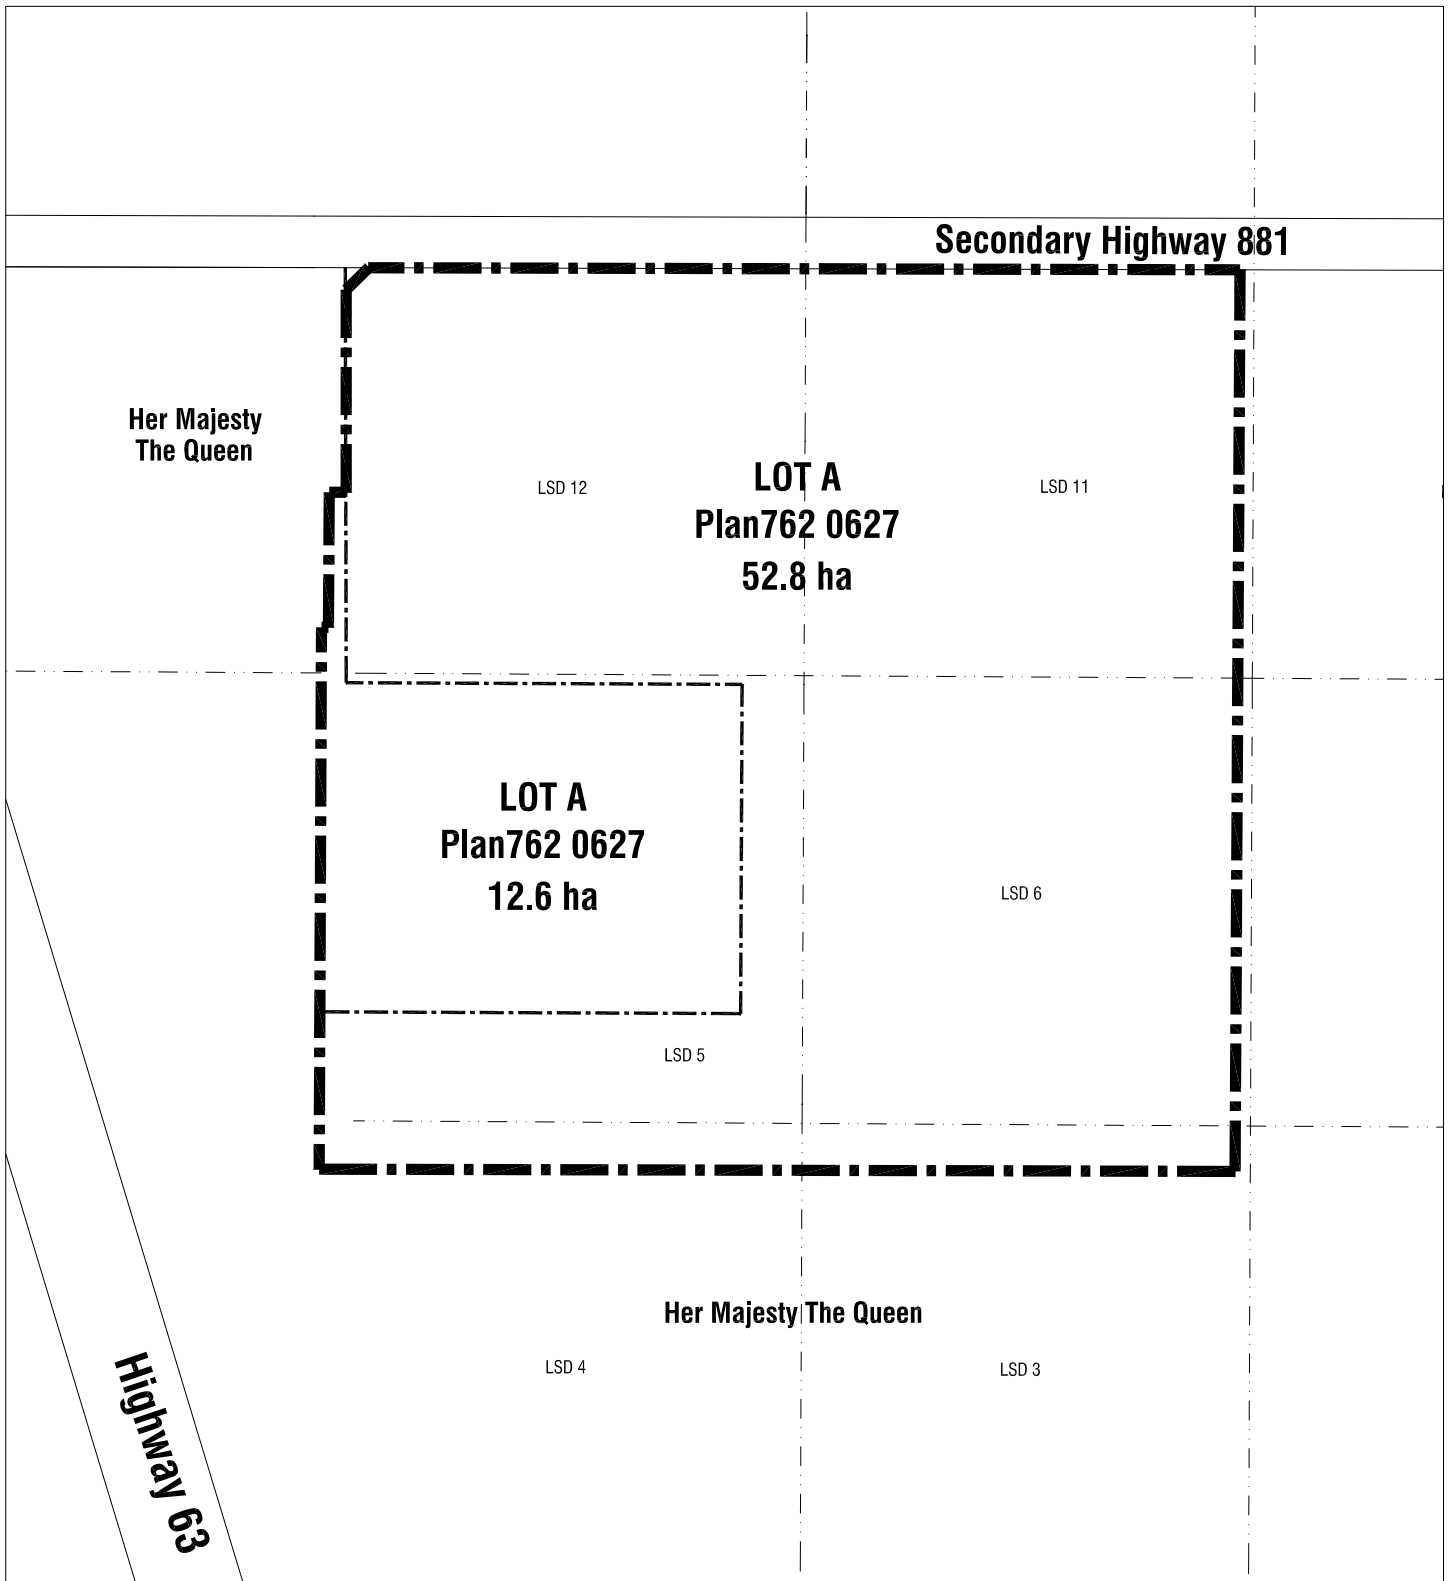 Secondary Highway 881
Her Majesty
The Queen
LSD 12
LOT A
Plan762 0627
52.8 ha
LSD 11
LOT A
Plan762 0627
12.6 ha
LSD 6
LSD 5
Her Majesty The Queen
LSD 4
LSD 3
Highway 63